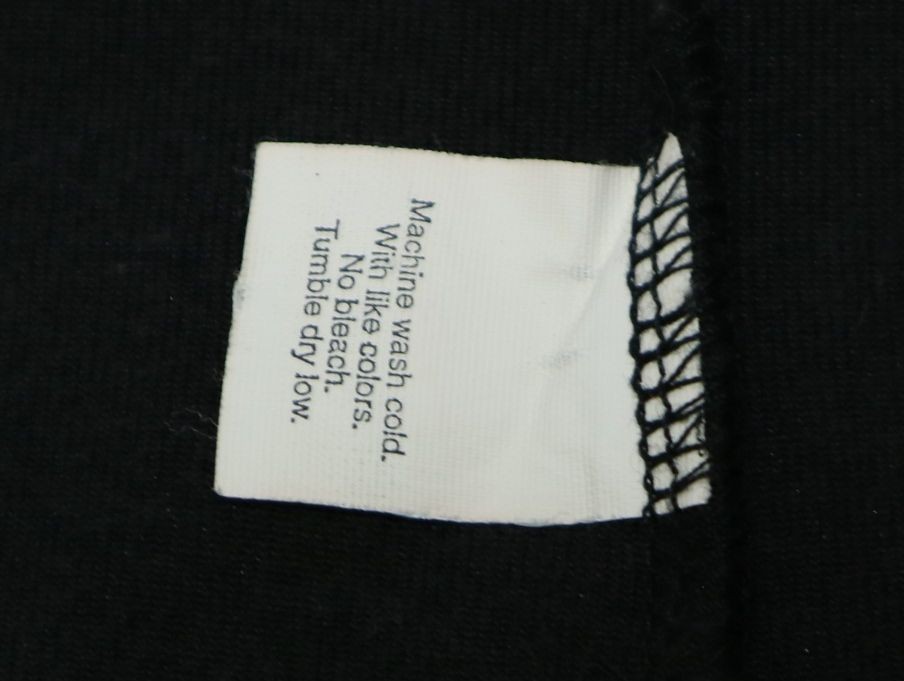 Machine wash cold.
With like colors.
No bleach.
Tumble dry low.